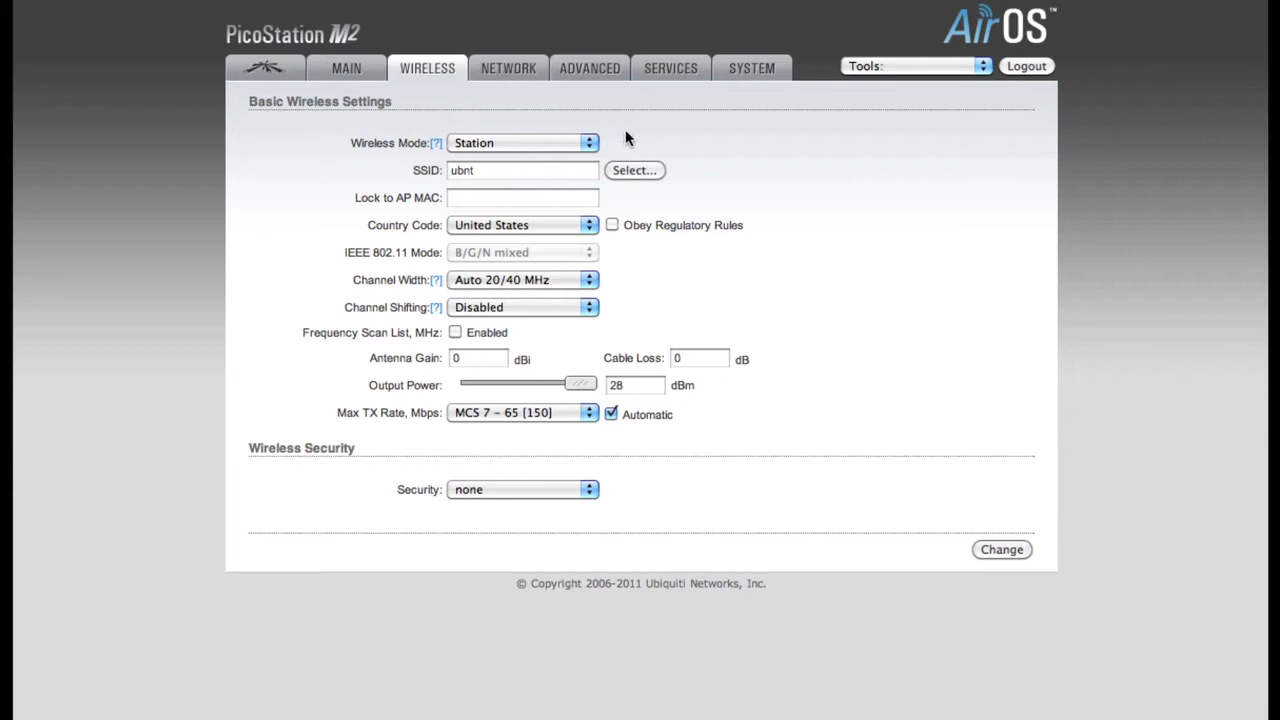 PicoStation M2
AirOS™
MAIN WIRELESS NETWORK ADVANCED SERVICES SYSTEM Tools: Logout
Basic Wireless Settings
Wireless Mode:[?] Station
SSID: ubnt Select...
Lock to AP MAC:
Country Code: United States Obey Regulatory Rules
IEEE 802.11 Mode: B/G/N mixed
Channel Width:[?] Auto 20/40 MHz
Channel Shifting:[?] Disabled
Frequency Scan List, MHz: Enabled
Antenna Gain: 0 dBi Cable Loss: 0 dB
Output Power: 28 dBm
Max TX Rate, Mbps: MCS 7 – 65 [150] Automatic
Wireless Security
Security: none
Change
© Copyright 2006-2011 Ubiquiti Networks, Inc.